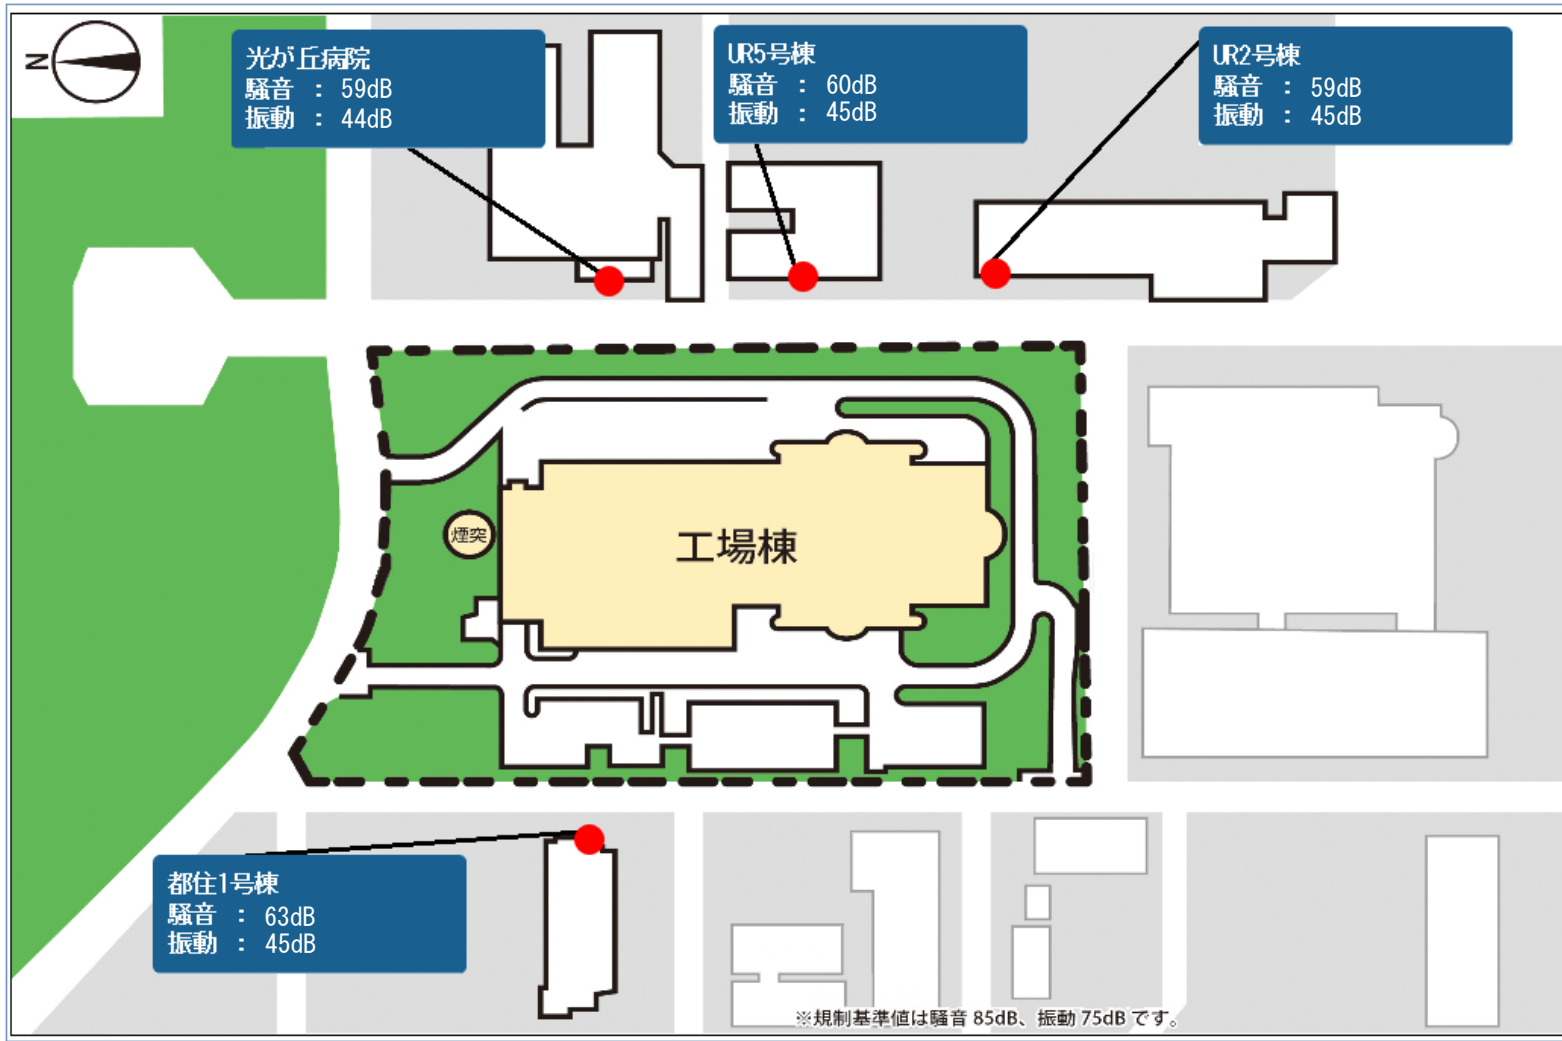 N
光が丘病院
騒音 : 59dB
振動 : 44dB
UR5号棟
騒音 : 60dB
振動 : 45dB
UR2号棟
騒音 : 59dB
振動 : 45dB
煙突
工場棟
都住1号棟
騒音 : 63dB
振動 : 45dB
※規制基準値は騒音 85dB、振動 75dB です。